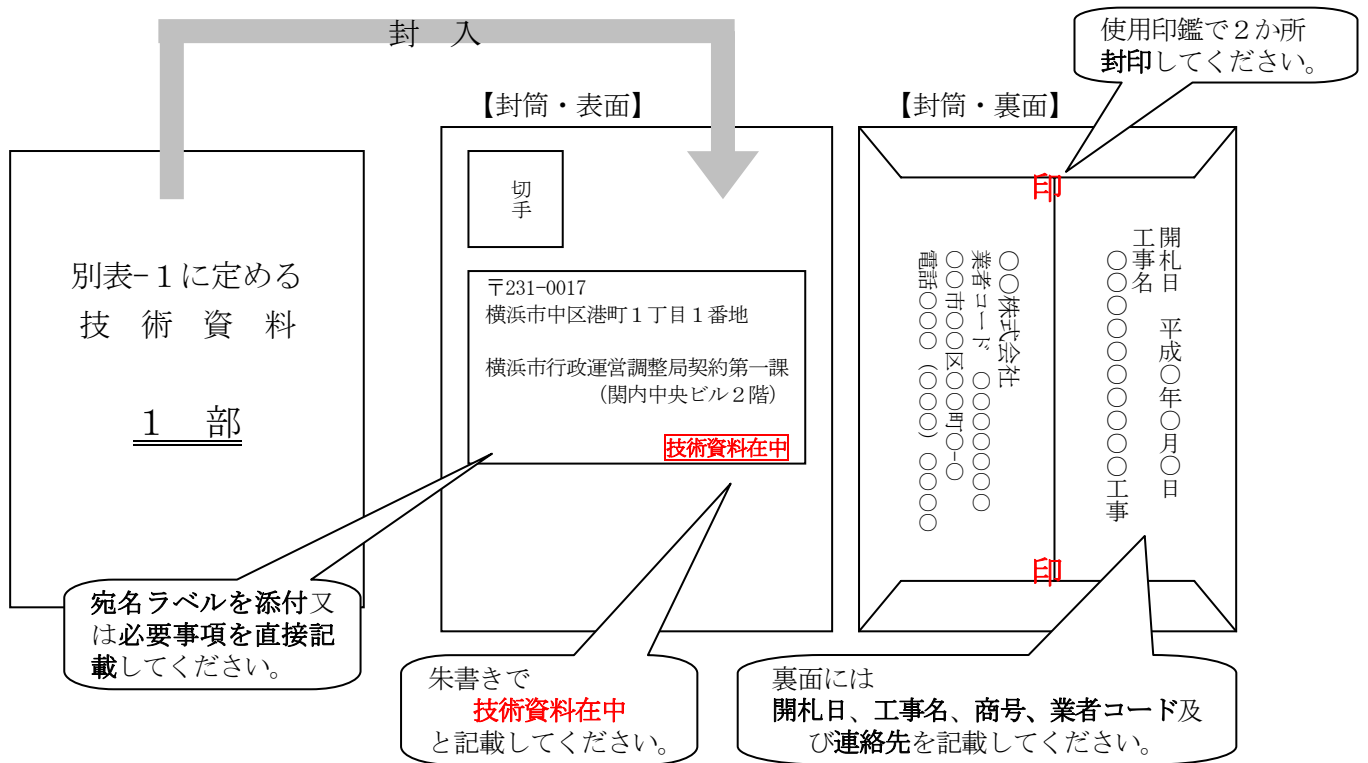 封　入
使用印鑑で２か所
封印してください。
【封筒・表面】
【封筒・裏面】
別表-１に定める
技　術　資　料
１　部
切手
〒231-0017
横浜市中区港町１丁目１番地
横浜市行政運営調整局契約第一課
（関内中央ビル２階）
技術資料在中
印
開札日　平成○年○月○日
工事名
○○○○○○○○○○工事
○○株式会社
業者コード　○○○○○○○
○○市○○区○○町○-○
電話○○○（○○○）○○○○
印
宛名ラベルを添付又
は必要事項を直接記
載してください。
朱書きで
技術資料在中
と記載してください。
裏面には
開札日、工事名、商号、業者コード及
び連絡先を記載してください。